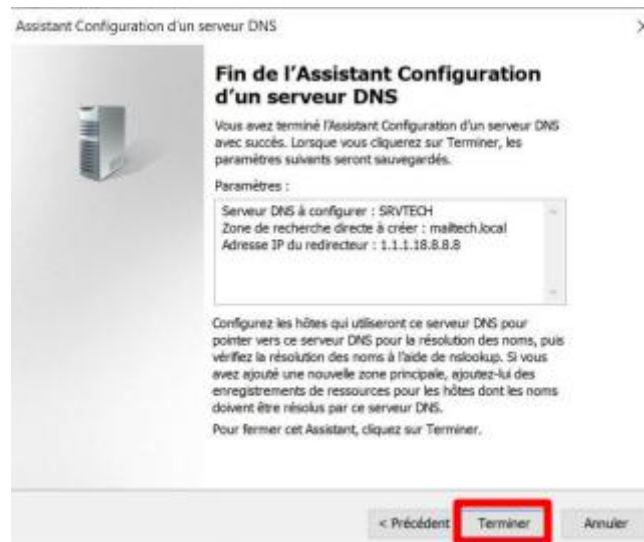 Assistant Configuration d'un serveur DNS
Fin de l'Assistant Configuration
d'un serveur DNS
Vous avez terminé l'Assistant Configuration d'un serveur DNS
avec succès. Lorsque vous cliquerez sur Terminer, les
paramètres suivants seront sauvegardés.
Paramètres :
Serveur DNS à configurer : SRVTECH
Zone de recherche directe à créer : mailtech.local
Adresse IP du redirecteur : 1.1.1.18.8.8.8
Configurez les hôtes qui utiliseront ce serveur DNS pour
pointer vers ce serveur DNS pour la résolution des noms, puis
vérifiez la résolution des noms à l'aide de nslookup. Si vous
avez ajouté une nouvelle zone principale, ajoutez-lui des
enregistrements de ressources pour les hôtes dont les noms
doivent être résolus par ce serveur DNS.
Pour fermer cet Assistant, cliquez sur Terminer.
< Précédent Terminer Annuler